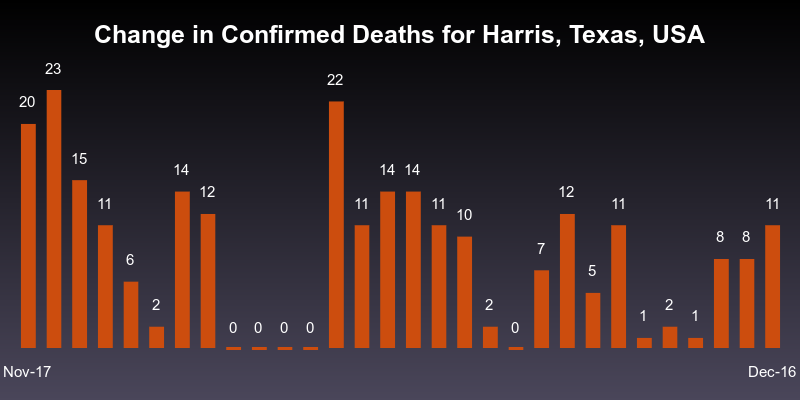 Change in Confirmed Deaths for Harris, Texas, USA
20 23 15 11 6 2 14 12 0 0 0 0 22 11 14 14 11 10 2 0 7 12 5 11 1 2 1 8 8 11
Nov-17 Dec-16